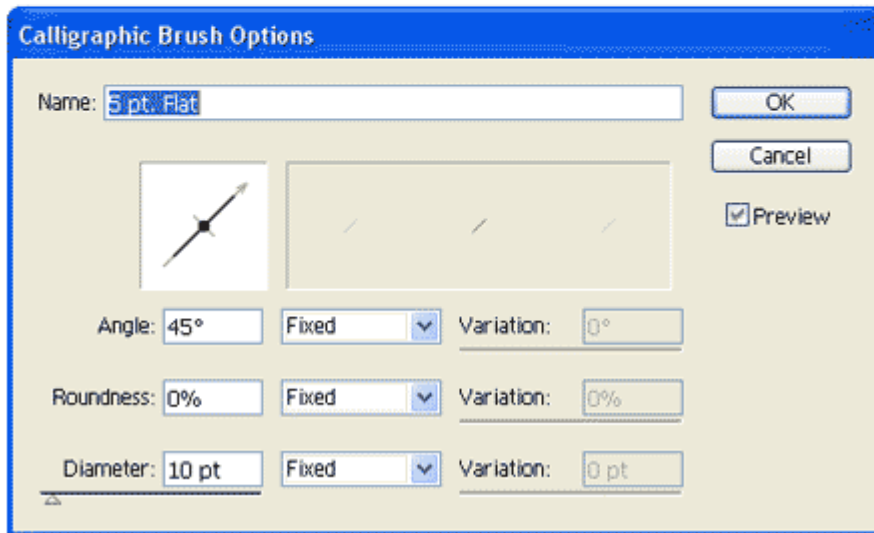 Calligraphic Brush Options
Name: 5 pt. Flat
OK
Cancel
Preview
Angle: 45° Fixed Variation: 0°
Roundness: 0% Fixed Variation: 0%
Diameter: 10 pt Fixed Variation: 0 pt